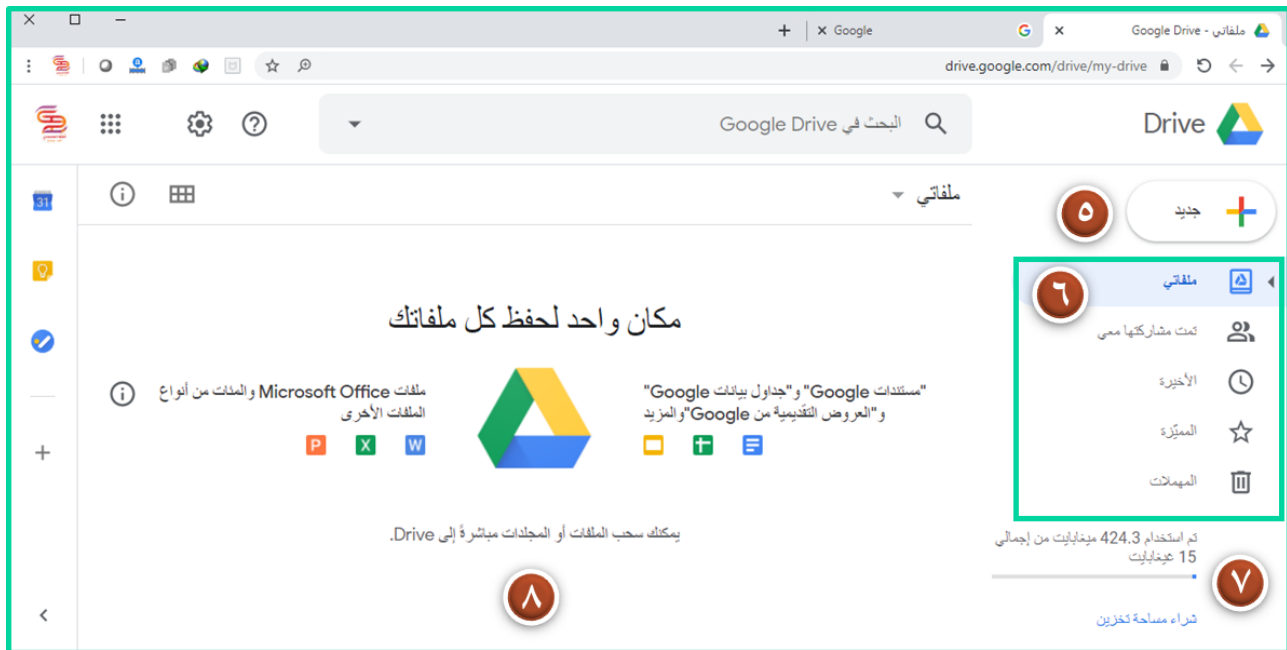 ملفاتي - Google Drive
Google
drive.google.com/drive/my-drive
Drive
البحث في Google Drive
جديد
٥
ملفاتي
31
ملفاتي
٦
تمت مشاركتها معي
الأخيرة
المميّزة
المهملات
مكان واحد لحفظ كل ملفاتك
"مستندات Google" و"جداول بيانات Google"
و"العروض التقديمية من Google"والمزيد
ملفات Microsoft Office والمئات من أنواع
الملفات الأخرى
W X P
يمكنك سحب الملفات أو المجلدات مباشرةً إلى Drive.
تم استخدام 424.3 ميغابايت من إجمالي
15 غيغابايت
٧
٨
شراء مساحة تخزين